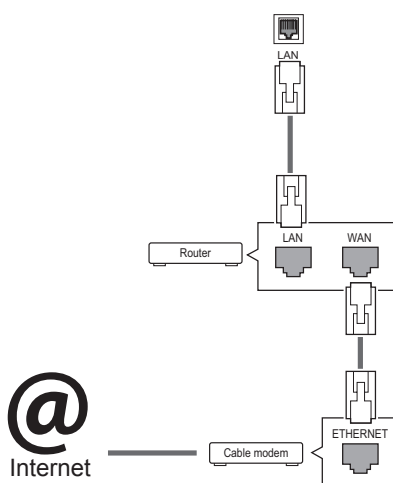 LAN
LAN WAN
Router
ETHERNET
@
Internet
Cable modem